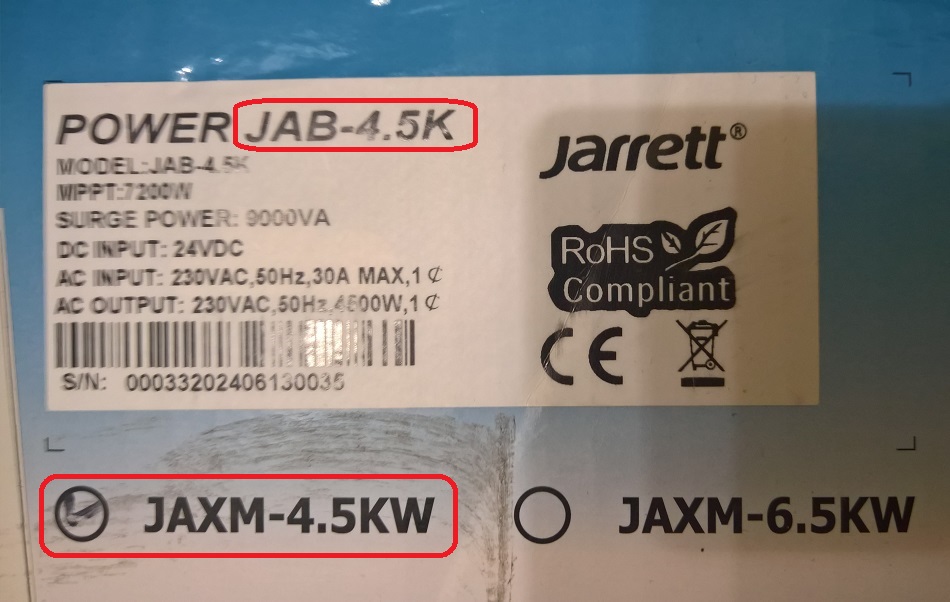 POWER JAB-4.5K
MODEL:JAB-4.5K
MPPT:7200W
SURGE POWER: 9000VA
DC INPUT: 24VDC
AC INPUT: 230VAC,50Hz,30A MAX,1 ¢
AC OUTPUT: 230VAC,50Hz,4500W,1 ¢
S/N: 00033202406130035
Jarrett®
RoHS
Compliant
CE
JAXM-4.5KW
JAXM-6.5KW